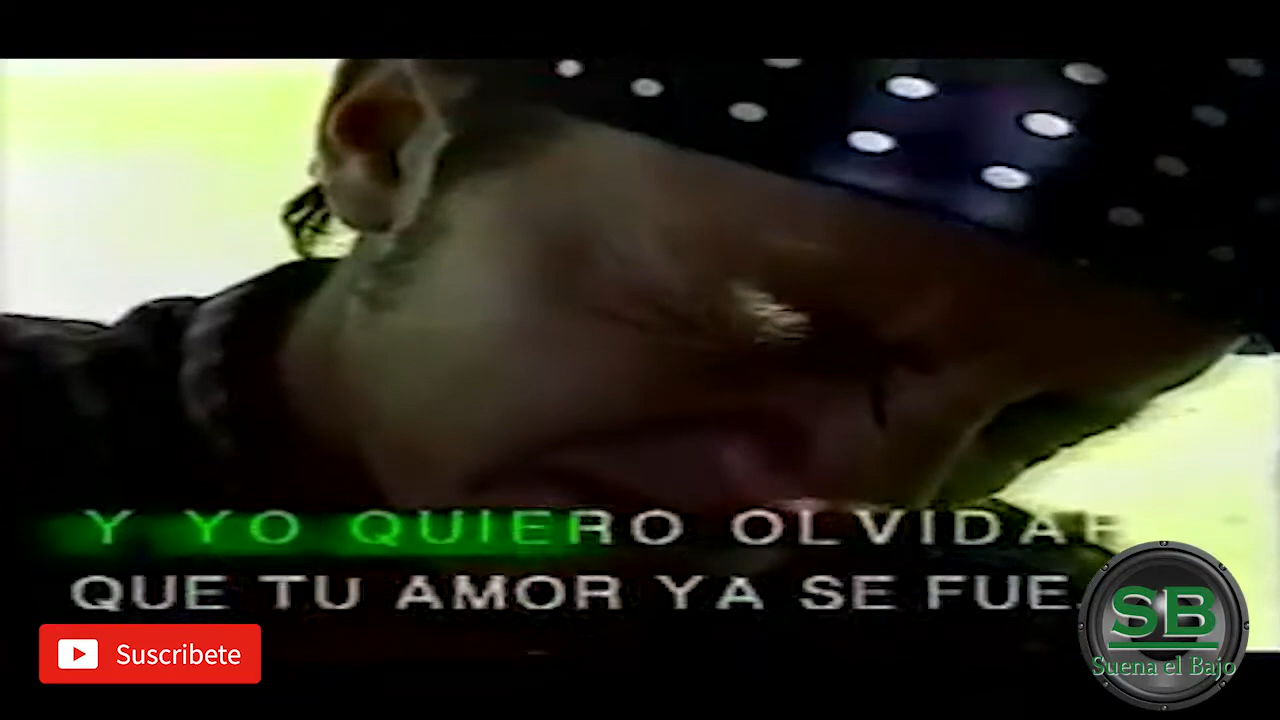 Y YO QUIERO OLVIDAR
QUE TU AMOR YA SE FUE.
Suscribete
SB
Suena el Bajo